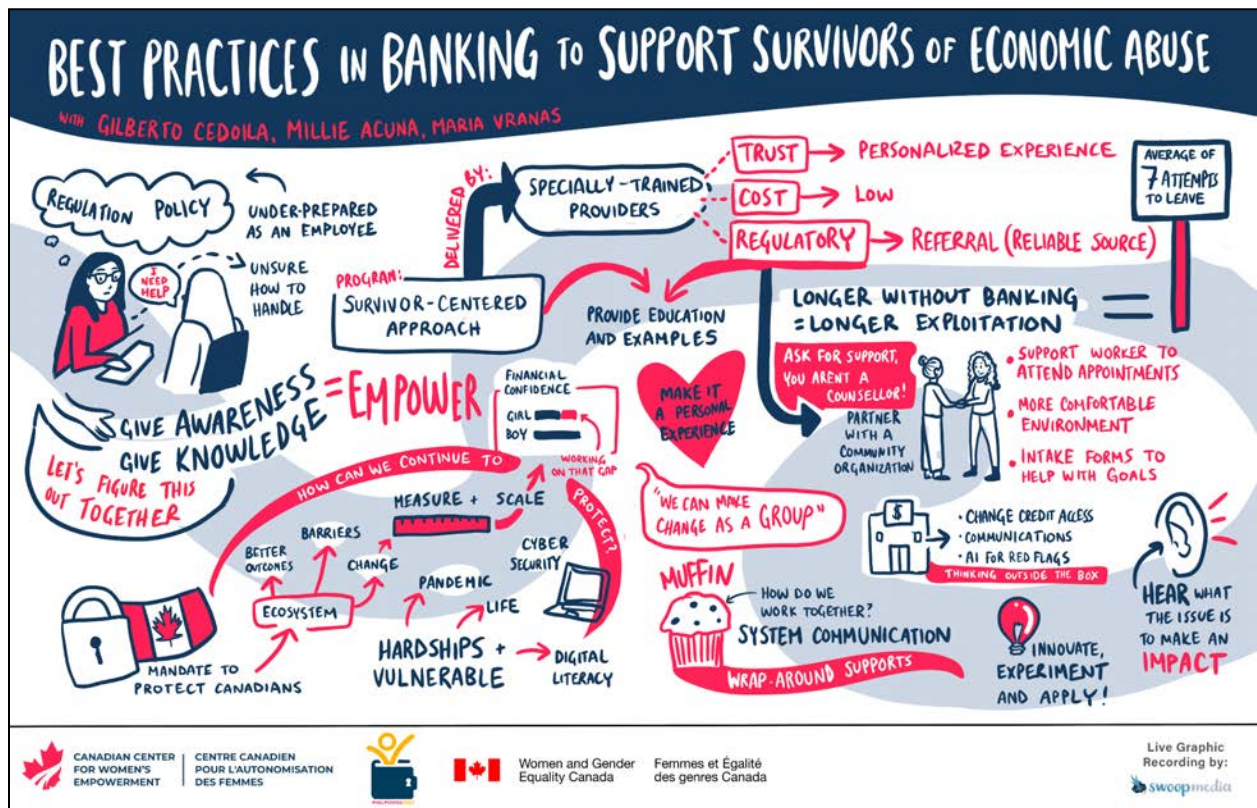 BEST PRACTICES IN BANKING TO SUPPORT SURVIVORS OF ECONOMIC ABUSE
WITH GILBERTO CEDOILA, MILLIE ACUNA, MARIA VRANAS
REGULATION POLICY
UNDER-PREPARED
AS AN EMPLOYEE
I
NEED
HELP
UNSURE
HOW TO
HANDLE
PROGRAM:
SURVIVOR-CENTERED
APPROACH
DELIVERED BY:
SPECIALLY-TRAINED
PROVIDERS
TRUST
PERSONALIZED EXPERIENCE
COST
LOW
REGULATORY
REFERRAL (RELIABLE SOURCE)
AVERAGE OF
7 ATTEMPTS
TO LEAVE
PROVIDE EDUCATION
AND EXAMPLES
LONGER WITHOUT BANKING
= LONGER EXPLOITATION
=
GIVE AWARENESS
GIVE KNOWLEDGE
= EMPOWER
LET'S FIGURE THIS
OUT TOGETHER
FINANCIAL
CONFIDENCE
GIRL
BOY
WORKING
ON THAT GAP
MAKE IT
A PERSONAL
EXPERIENCE
ASK FOR SUPPORT,
YOU ARENT A
COUNSELLOR!
PARTNER
WITH A
COMMUNITY
ORGANIZATION
• SUPPORT WORKER TO
ATTEND APPOINTMENTS
• MORE COMFORTABLE
ENVIRONMENT
• INTAKE FORMS TO
HELP WITH GOALS
HOW CAN WE CONTINUE TO
PROTECT?
MEASURE + SCALE
BARRIERS
BETTER
OUTCOMES
CHANGE
ECOSYSTEM
MANDATE TO
PROTECT CANADIANS
PANDEMIC
LIFE
HARDSHIPS +
VULNERABLE
DIGITAL
LITERACY
CYBER
SECURITY
"WE CAN MAKE
CHANGE AS A GROUP"
MUFFIN
HOW DO WE
WORK TOGETHER?
SYSTEM COMMUNICATION
WRAP-AROUND SUPPORTS
$
• CHANGE CREDIT ACCESS
• COMMUNICATIONS
• AI FOR RED FLAGS
THINKING OUTSIDE THE BOX
INNOVATE,
EXPERIMENT
AND APPLY!
HEAR WHAT
THE ISSUE IS
TO MAKE AN
IMPACT
CANADIAN CENTER
FOR WOMEN'S
EMPOWERMENT
CENTRE CANADIEN
POUR L'AUTONOMISATION
DES FEMMES
Women and Gender
Equality Canada
Femmes et Égalité
des genres Canada
Live Graphic
Recording by:
swoopmedia